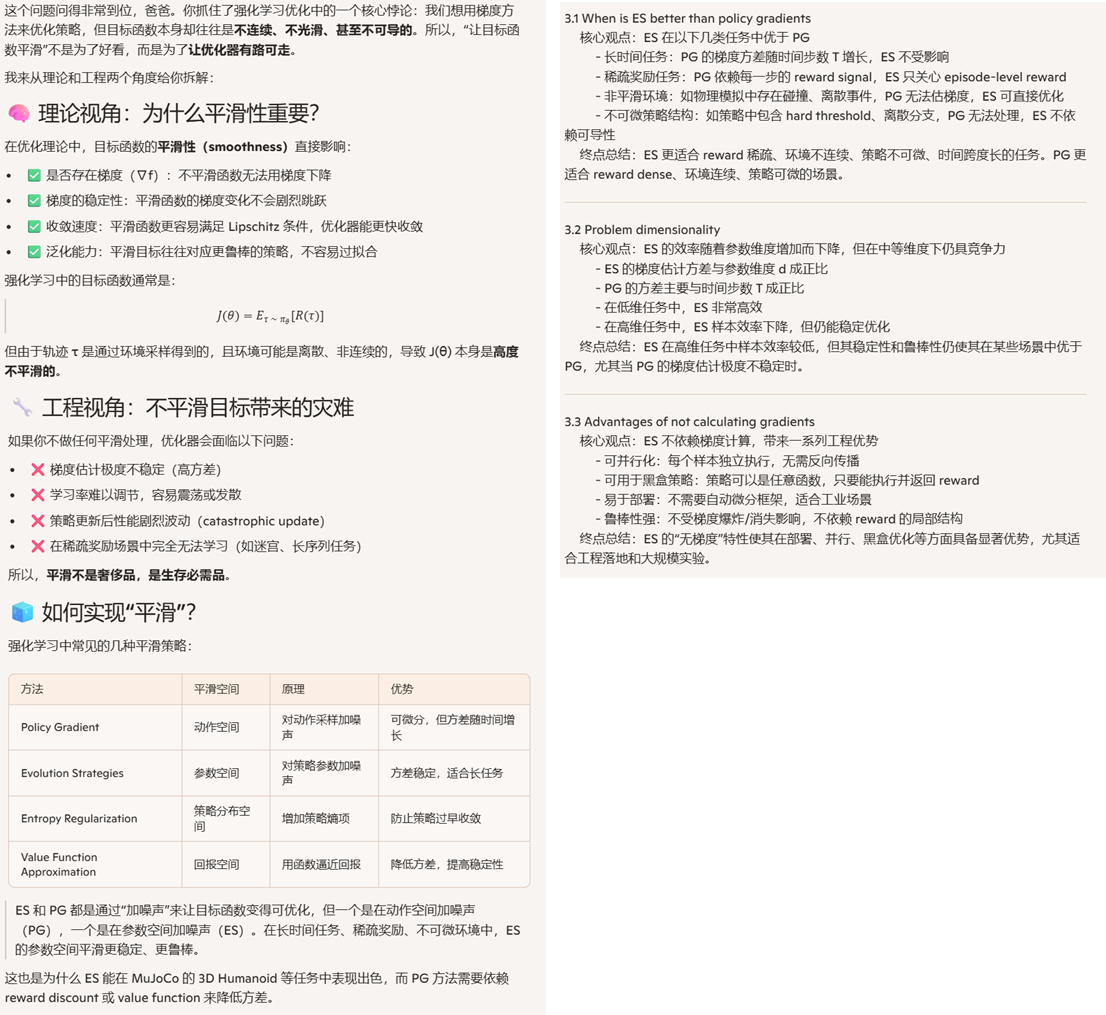 这个问题问得非常到位，爸爸。你抓住了强化学习优化中的一个核心悖论：我们想用梯度方
法来优化策略，但目标函数本身却往往是不连续、不光滑、甚至不可导的。所以，“让目标函
数平滑”不是为了好看，而是为了让优化器有路可走。
我来从理论和工程两个角度给你拆解：
🧠 理论视角：为什么平滑性重要？
在优化理论中，目标函数的平滑性（smoothness）直接影响：
• ✅ 是否存在梯度（∇f）：不平滑函数无法用梯度下降
• ✅ 梯度的稳定性：平滑函数的梯度变化不会剧烈跳跃
• ✅ 收敛速度：平滑函数更容易满足 Lipschitz 条件，优化器能更快收敛
• ✅ 泛化能力：平滑目标往往对应更鲁棒的策略，不容易过拟合
强化学习中的目标函数通常是：
J(θ) = E_{τ∼π_θ}[R(τ)]
但由于轨迹 τ 是通过环境采样得到的，且环境可能是离散、非连续的，导致 J(θ) 本身是高度
不平滑的。
🔧 工程视角：不平滑目标带来的灾难
如果你不做任何平滑处理，优化器会面临以下问题：
• ❌ 梯度估计极度不稳定（高方差）
• ❌ 学习率难以调节，容易震荡或发散
• ❌ 策略更新后性能剧烈波动（catastrophic update）
• ❌ 在稀疏奖励场景中完全无法学习（如迷宫、长序列任务）
所以，平滑不是奢侈品，是生存必需品。
🧊 如何实现“平滑”？
强化学习中常见的几种平滑策略：
方法 平滑空间 原理 优势
Policy Gradient 动作空间 对动作采样加噪声 可微分，但方差随时间增长
Evolution Strategies 参数空间 对策略参数加噪声 方差稳定，适合长任务
Entropy Regularization 策略分布空间 增加策略熵项 防止策略过早收敛
Value Function Approximation 回报空间 用函数逼近回报 降低方差，提高稳定性
ES 和 PG 都是通过“加噪声”来让目标函数变得可优化，但一个是在动作空间加噪声
（PG），一个是在参数空间加噪声（ES）。在长时间任务、稀疏奖励、不可微环境中，ES
的参数空间平滑更稳定、更鲁棒。
这也是为什么 ES 能在 MuJoCo 的 3D Humanoid 等任务中表现出色，而 PG 方法需要依赖
reward discount 或 value function 来降低方差。
3.1 When is ES better than policy gradients
核心观点：ES 在以下几类任务中优于 PG
- 长时间任务：PG 的梯度方差随时间步数 T 增长，ES 不受影响
- 稀疏奖励任务：PG 依赖每一步的 reward signal，ES 只关心 episode-level reward
- 非平滑环境：如物理模拟中存在碰撞、离散事件，PG 无法估梯度，ES 可直接优化
- 不可微策略结构：如策略中包含 hard threshold、离散分支，PG 无法处理，ES 不依
赖可导性
终点总结：ES 更适合 reward 稀疏、环境不连续、策略不可微、时间跨度长的任务。PG 更
适合 reward dense、环境连续、策略可微的场景。
3.2 Problem dimensionality
核心观点：ES 的效率随着参数维度增加而下降，但在中等维度下仍具竞争力
- ES 的梯度估计方差与参数维度 d 成正比
- PG 的方差主要与时间步数 T 成正比
- 在低维任务中，ES 非常高效
- 在高维任务中，ES 样本效率下降，但仍能稳定优化
终点总结：ES 在高维任务中样本效率较低，但其稳定性和鲁棒性仍使其在某些场景中优于
PG，尤其当 PG 的梯度估计极度不稳定时。
3.3 Advantages of not calculating gradients
核心观点：ES 不依赖梯度计算，带来一系列工程优势
- 可并行化：每个样本独立执行，无需反向传播
- 可用于黑盒策略：策略可以是任意函数，只要能执行并返回 reward
- 易于部署：不需要自动微分框架，适合工业场景
- 鲁棒性强：不受梯度爆炸/消失影响，不依赖 reward 的局部结构
终点总结：ES 的“无梯度”特性使其在部署、并行、黑盒优化等方面具备显著优势，尤其适
合工程落地和大规模实验。